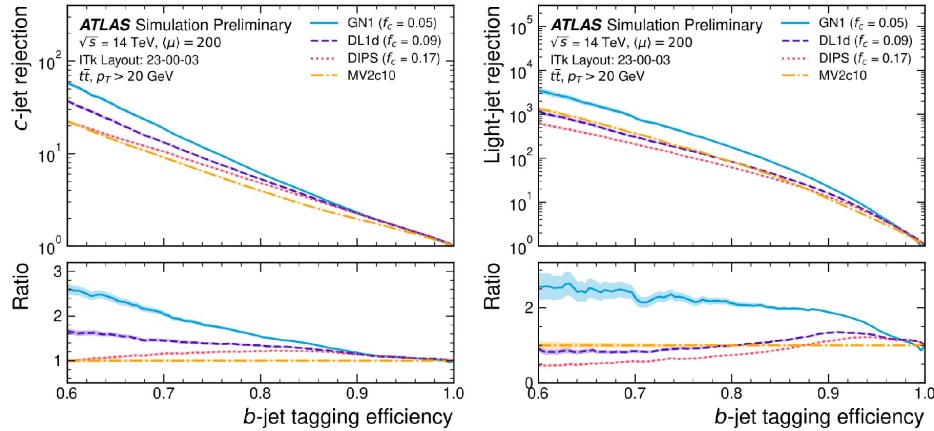 ATLAS Simulation Preliminary
√s = 14 TeV, ⟨μ⟩ = 200
ITk Layout: 23-00-03
tt̄, pT > 20 GeV
GN1 (fc = 0.05)
DL1d (fc = 0.09)
DIPS (fc = 0.17)
MV2c10
c-jet rejection
10²
10¹
10⁰
Ratio
3
2
1
0.6 0.7 0.8 0.9 1.0
b-jet tagging efficiency
ATLAS Simulation Preliminary
√s = 14 TeV, ⟨μ⟩ = 200
ITk Layout: 23-00-03
tt̄, pT > 20 GeV
GN1 (fc = 0.05)
DL1d (fc = 0.09)
DIPS (fc = 0.17)
MV2c10
Light-jet rejection
10⁵
10⁴
10³
10²
10¹
10⁰
Ratio
2
0
0.6 0.7 0.8 0.9 1.0
b-jet tagging efficiency